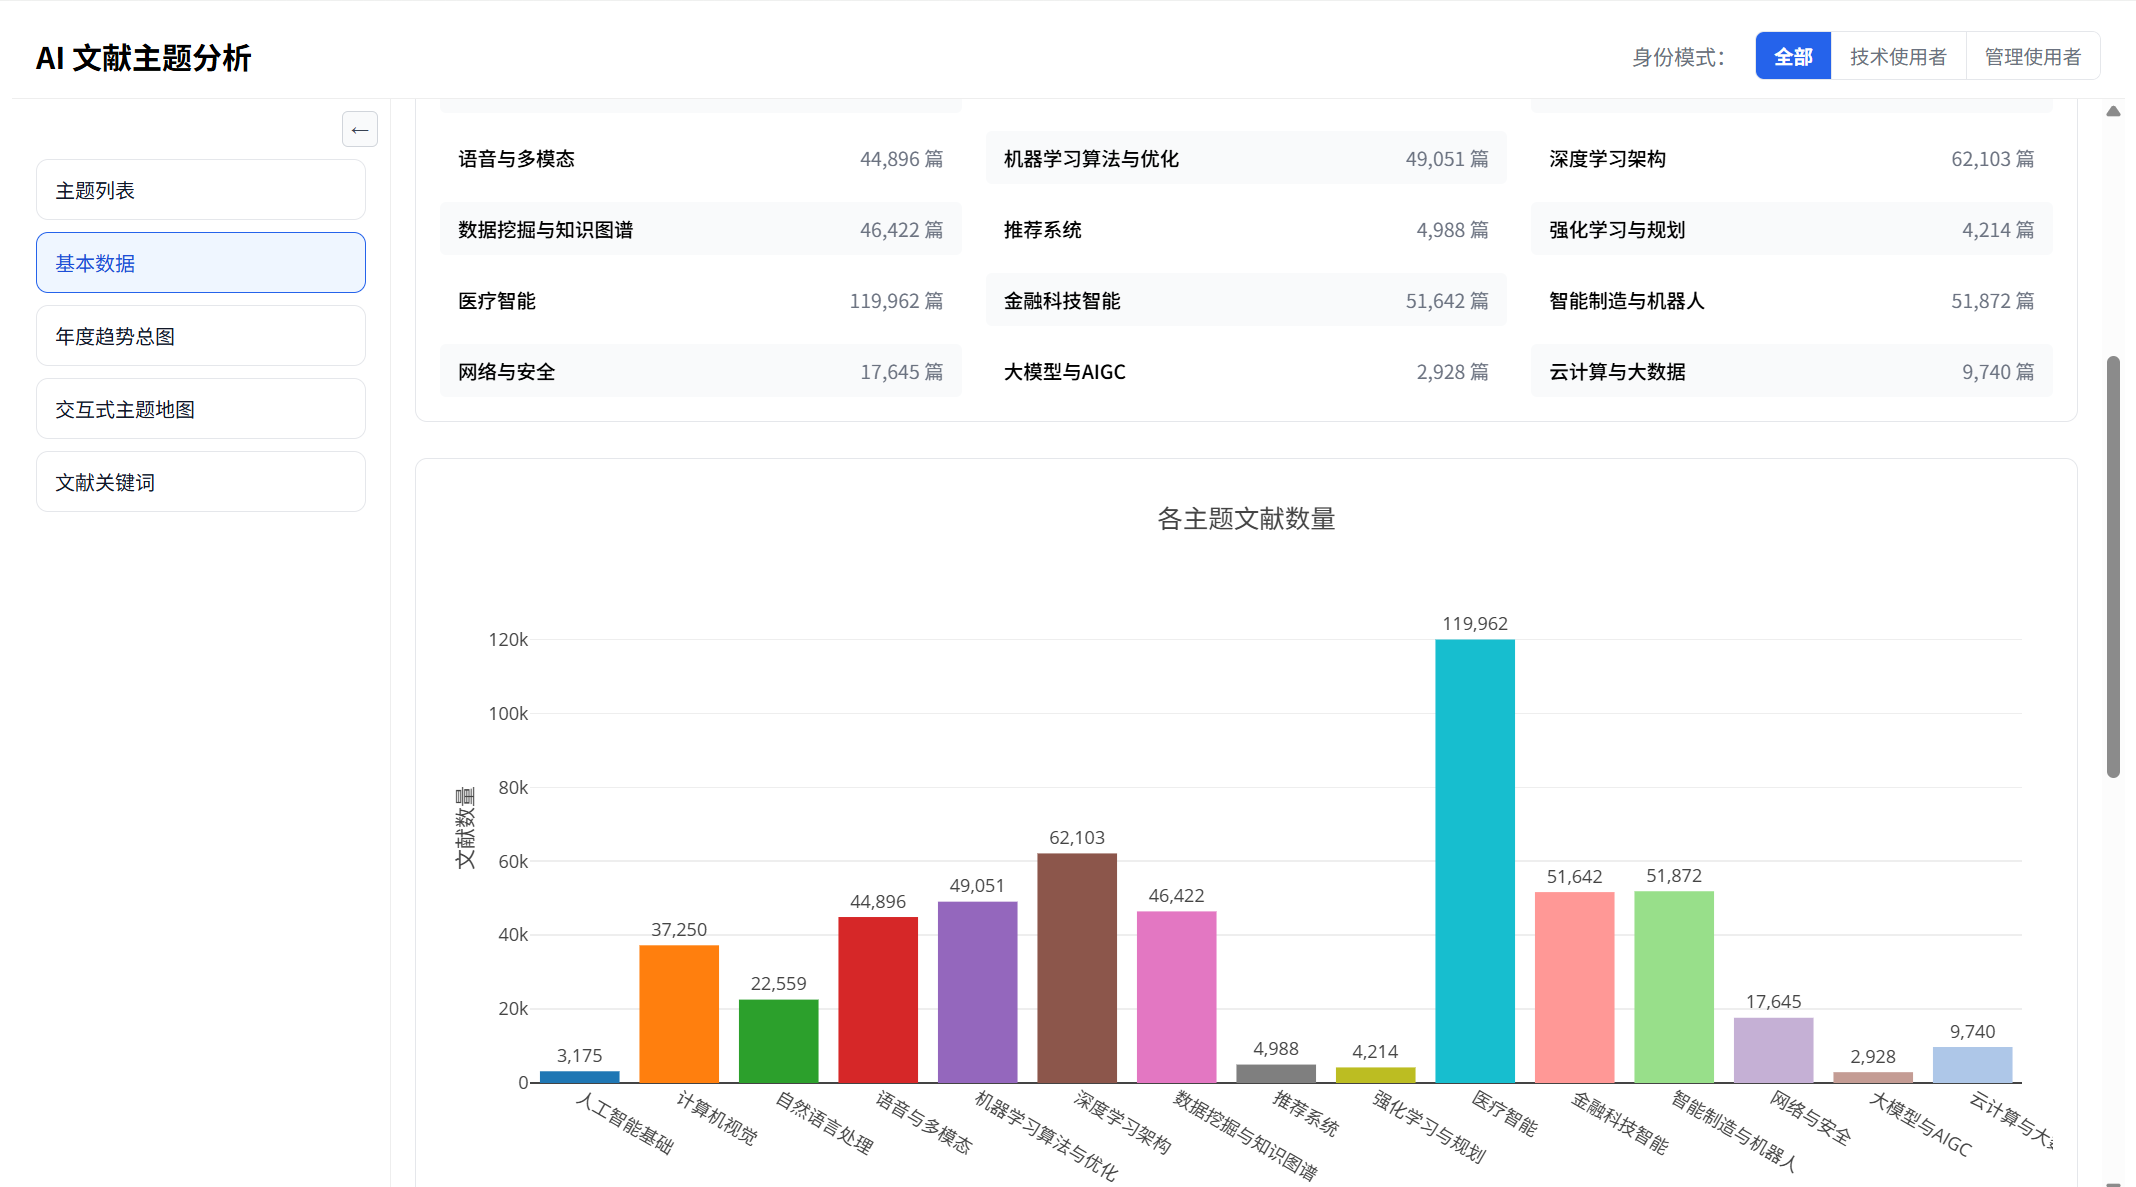 AI 文献主题分析
身份模式：
全部
技术使用者
管理使用者
←
主题列表
基本数据
年度趋势总图
交互式主题地图
文献关键词
语音与多模态 44,896 篇
机器学习算法与优化 49,051 篇
深度学习架构 62,103 篇
数据挖掘与知识图谱 46,422 篇
推荐系统 4,988 篇
强化学习与规划 4,214 篇
医疗智能 119,962 篇
金融科技智能 51,642 篇
智能制造与机器人 51,872 篇
网络与安全 17,645 篇
大模型与AIGC 2,928 篇
云计算与大数据 9,740 篇
各主题文献数量
文献数量
120k
100k
80k
60k
40k
20k
0
3,175
37,250
22,559
44,896
49,051
62,103
46,422
4,988
4,214
119,962
51,642
51,872
17,645
2,928
9,740
人工智能基础
计算机视觉
自然语言处理
语音与多模态
机器学习算法与优化
深度学习架构
数据挖掘与知识图谱
推荐系统
强化学习与规划
医疗智能
金融科技智能
智能制造与机器人
网络与安全
大模型与AIGC
云计算与大